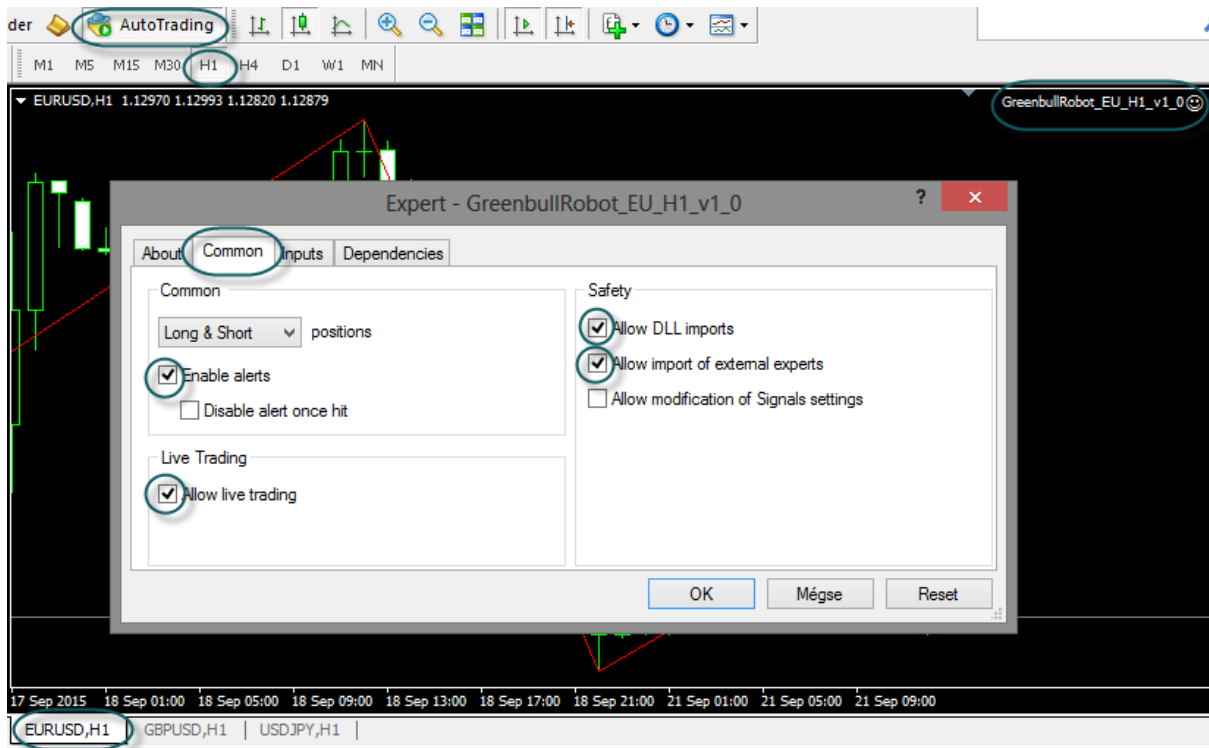 der AutoTrading
M1 M5 M15 M30 H1 H4 D1 W1 MN
EURUSD,H1 1.12970 1.12993 1.12820 1.12879
GreenbullRobot_EU_H1_v1_0
Expert - GreenbullRobot_EU_H1_v1_0
?
About Common Inputs Dependencies
Common
Long & Short positions
Enable alerts
Disable alert once hit
Live Trading
Allow live trading
Safety
Allow DLL imports
Allow import of external experts
Allow modification of Signals settings
OK Mégse Reset
17 Sep 2015 18 Sep 01:00 18 Sep 05:00 18 Sep 09:00 18 Sep 13:00 18 Sep 17:00 18 Sep 21:00 21 Sep 01:00 21 Sep 05:00 21 Sep 09:00
EURUSD,H1 GBPUSD,H1 USDJPY,H1